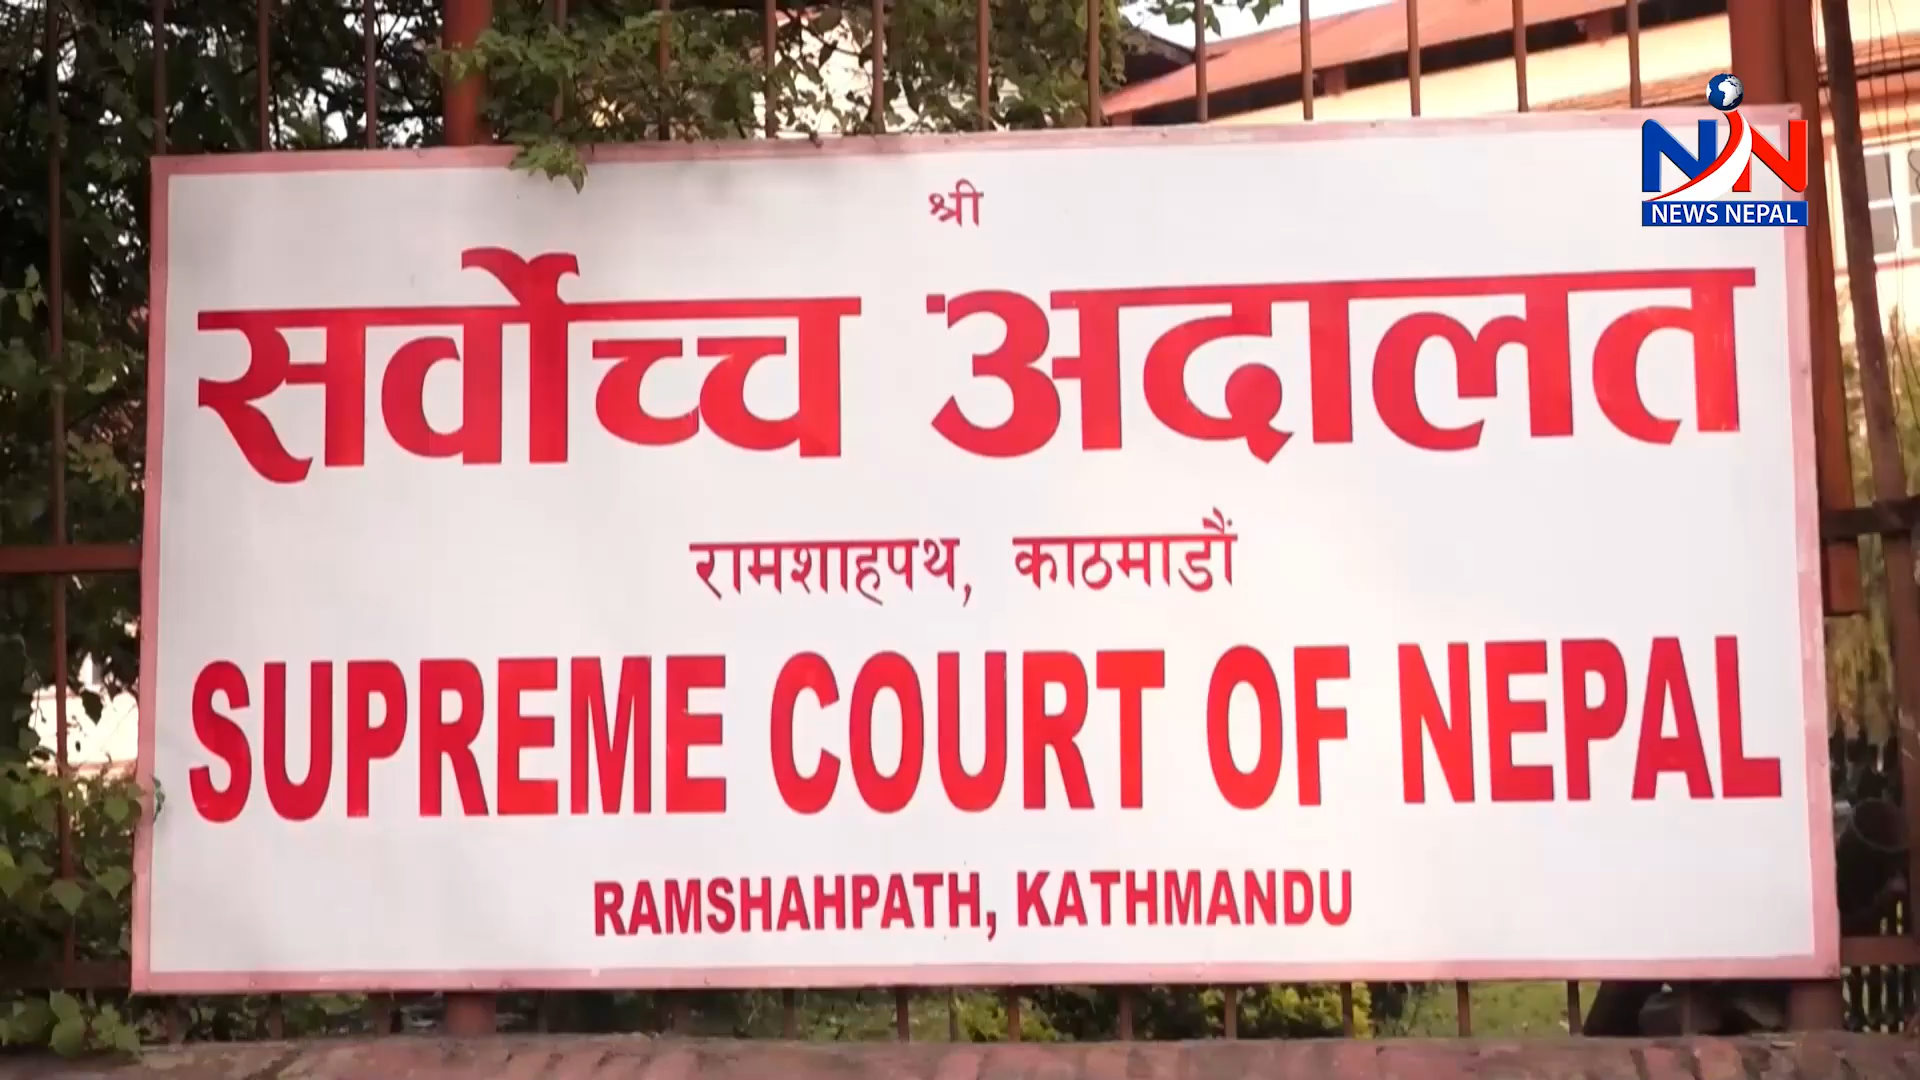 श्री
सर्वोच्च अदालत
रामशाहपथ, काठमाडौं
SUPREME COURT OF NEPAL
RAMSHAHPATH, KATHMANDU
NN
NEWS NEPAL